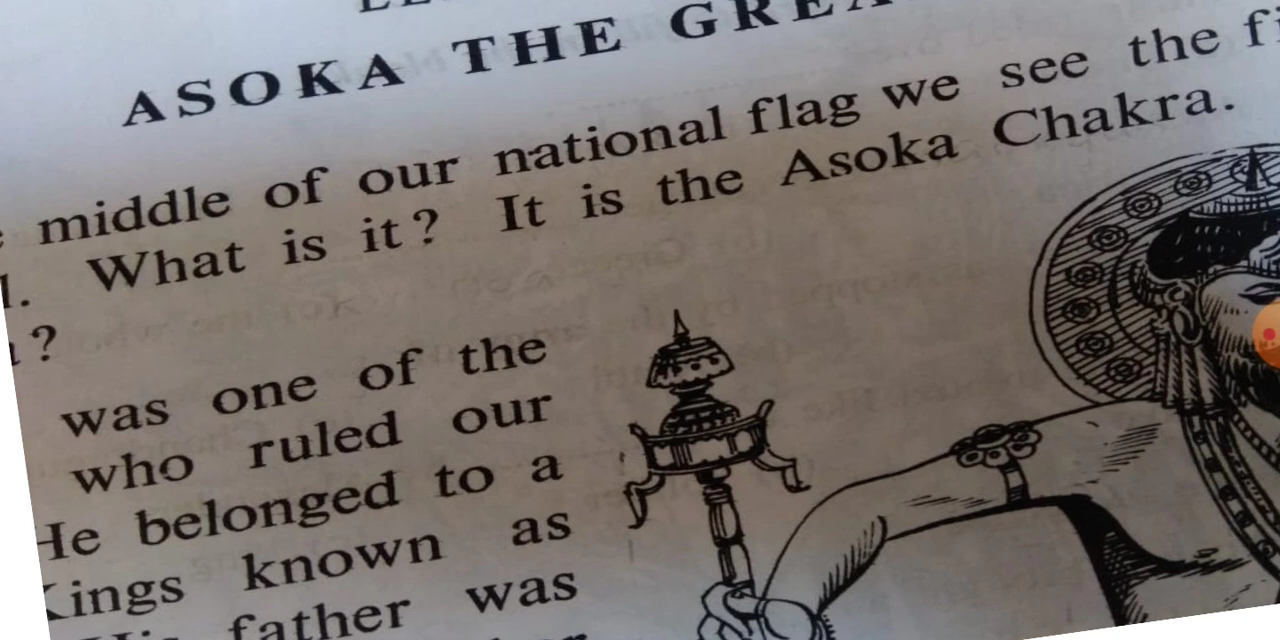 ASOKA THE GREA
middle of our national flag we see the fi
. What is it? It is the Asoka Chakra.
?
was one of the
who ruled our
He belonged to a
Kings known as
father was